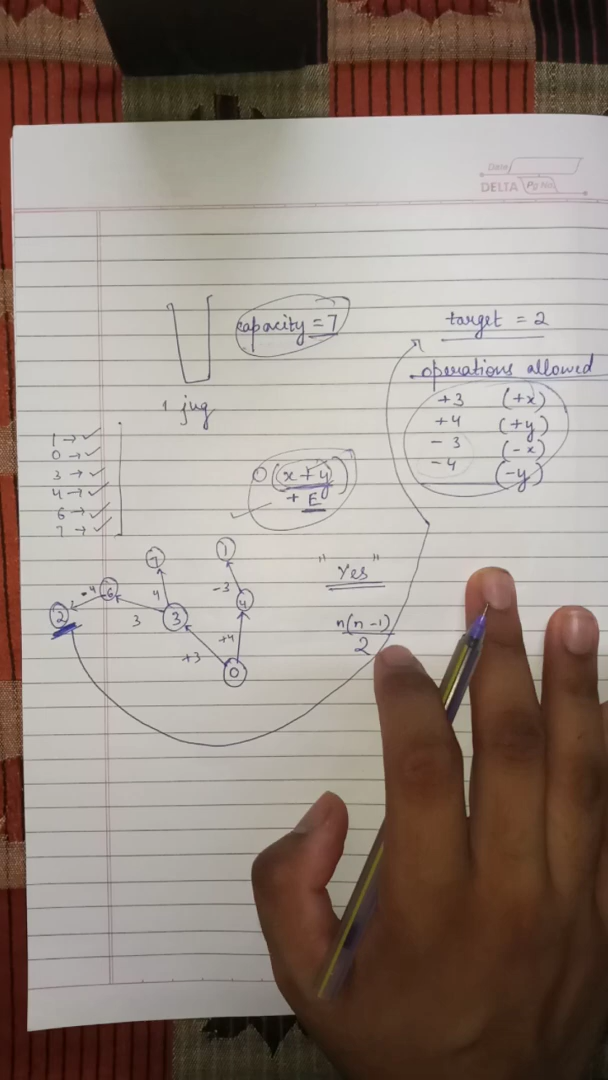 Date
DELTA Pg No
capacity = 7
target = 2
1 jug
operations allowed
+3 (+x)
+4 (+y)
-3 (-x)
-4 (-y)
1 → ✓
0 → ✓
3 → ✓
4 → ✓
6 → ✓
7 → ✓
O(x+y)
+ E
"Yes"
n(n-1)
2
7
1
6
-4
4
-3
2
3
3
4
+4
+3
0